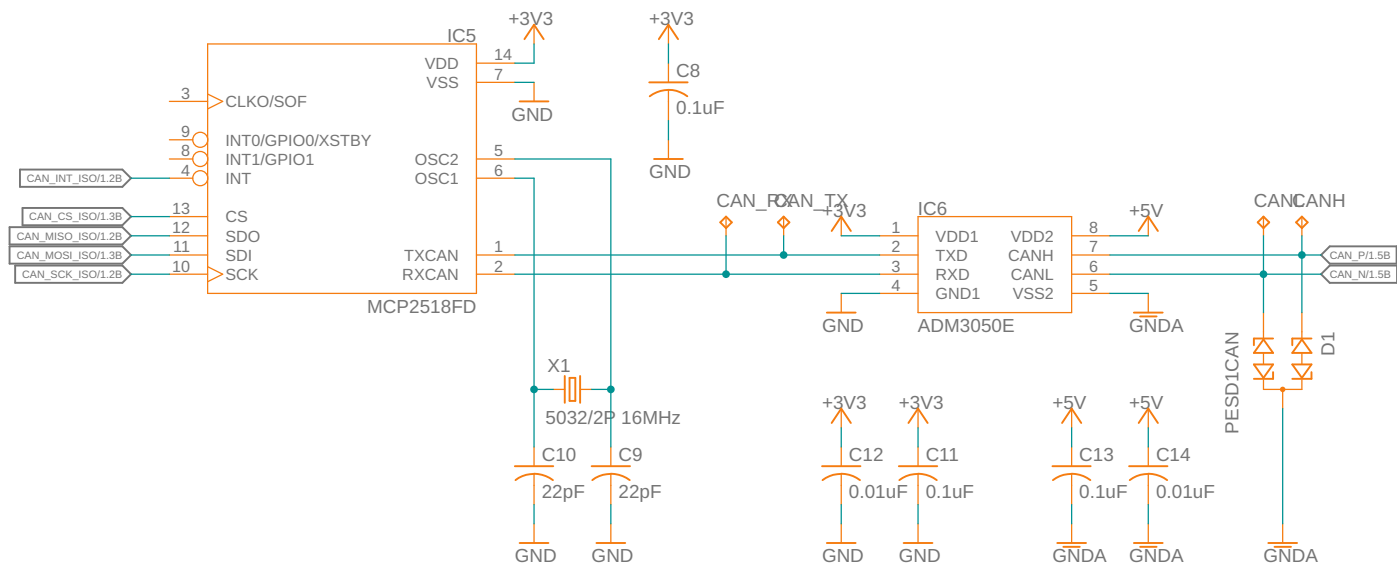 +3V3
+3V3
IC5
14
VDD
7
VSS
C8
0.1uF
GND
GND
3
CLKO/SOF
9
INT0/GPIO0/XSTBY
8
INT1/GPIO1
4
INT
CAN_INT_ISO/1.2B
5
OSC2
6
OSC1
CAN_CS_ISO/1.3B
13
CS
CAN_MISO_ISO/1.2B
12
SDO
CAN_MOSI_ISO/1.3B
11
SDI
CAN_SCK_ISO/1.2B
10
SCK
1
TXCAN
2
RXCAN
MCP2518FD
CAN_RX
CAN_TX
+3V3
IC6
+5V
CANL
CANH
1
VDD1
VDD2
8
2
TXD
CANH
7
3
RXD
CANL
6
4
GND1
VSS2
5
CAN_P/1.5B
CAN_N/1.5B
GND
ADM3050E
GNDA
PESD1CAN
D1
X1
5032/2P 16MHz
+3V3
+3V3
+5V
+5V
C10
22pF
C9
22pF
C12
0.01uF
C11
0.1uF
C13
0.1uF
C14
0.01uF
GND
GND
GND
GND
GNDA
GNDA
GNDA